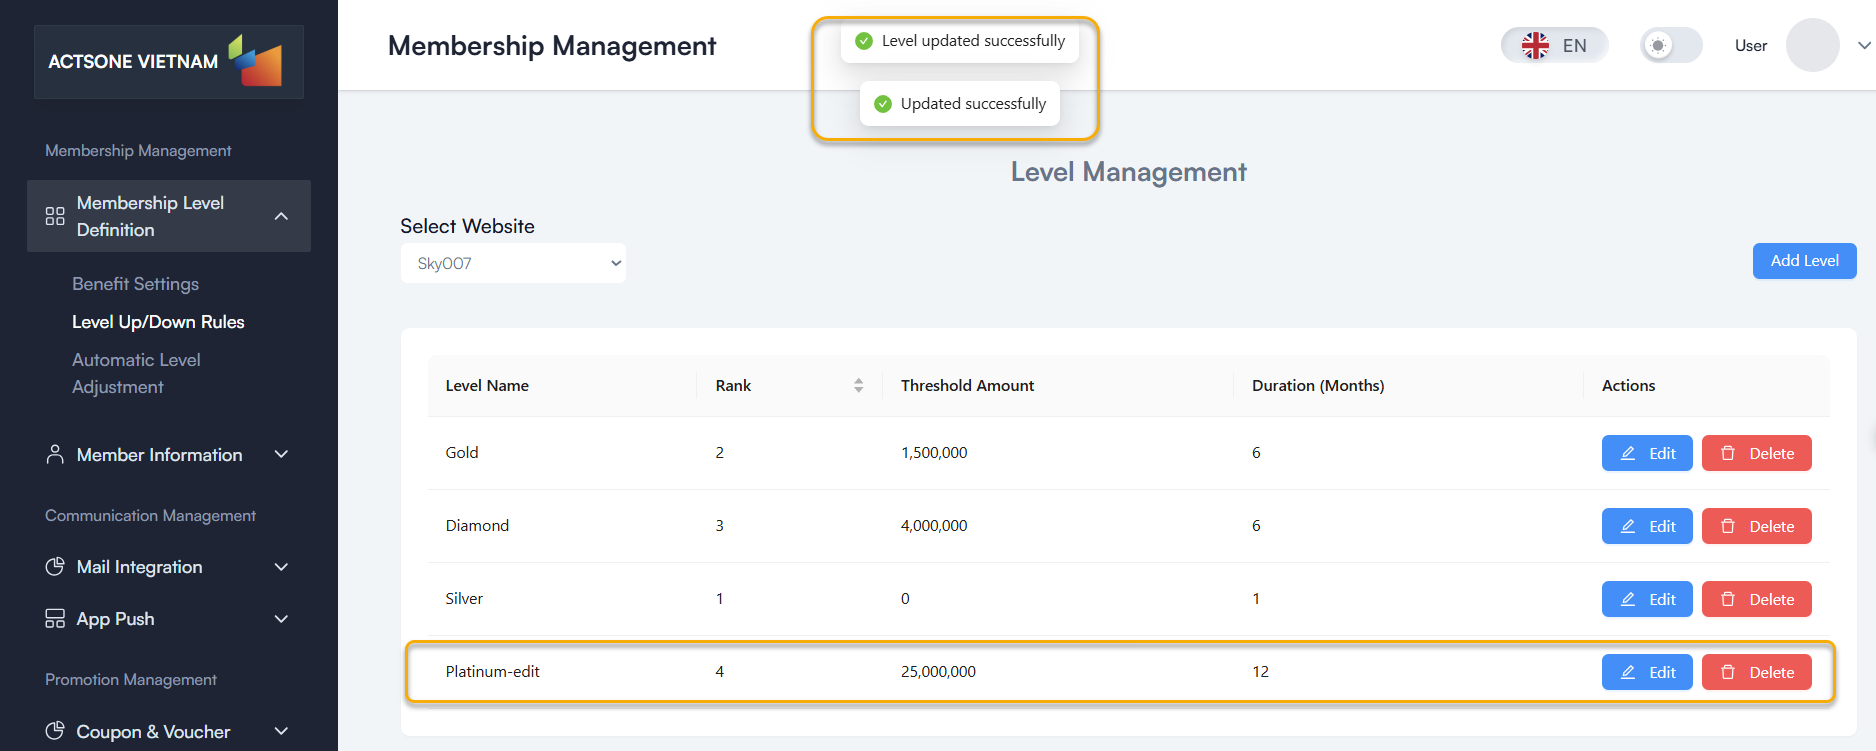 ACTSONE VIETNAM
Membership Management
Membership Level
Definition
Benefit Settings
Level Up/Down Rules
Automatic Level
Adjustment
Member Information
Communication Management
Mail Integration
App Push
Promotion Management
Coupon & Voucher
Membership Management
Level updated successfully
Updated successfully
EN
User
Level Management
Select Website
Sky007
Add Level
Level Name Rank Threshold Amount Duration (Months) Actions
Gold 2 1,500,000 6 Edit Delete
Diamond 3 4,000,000 6 Edit Delete
Silver 1 0 1 Edit Delete
Platinum-edit 4 25,000,000 12 Edit Delete